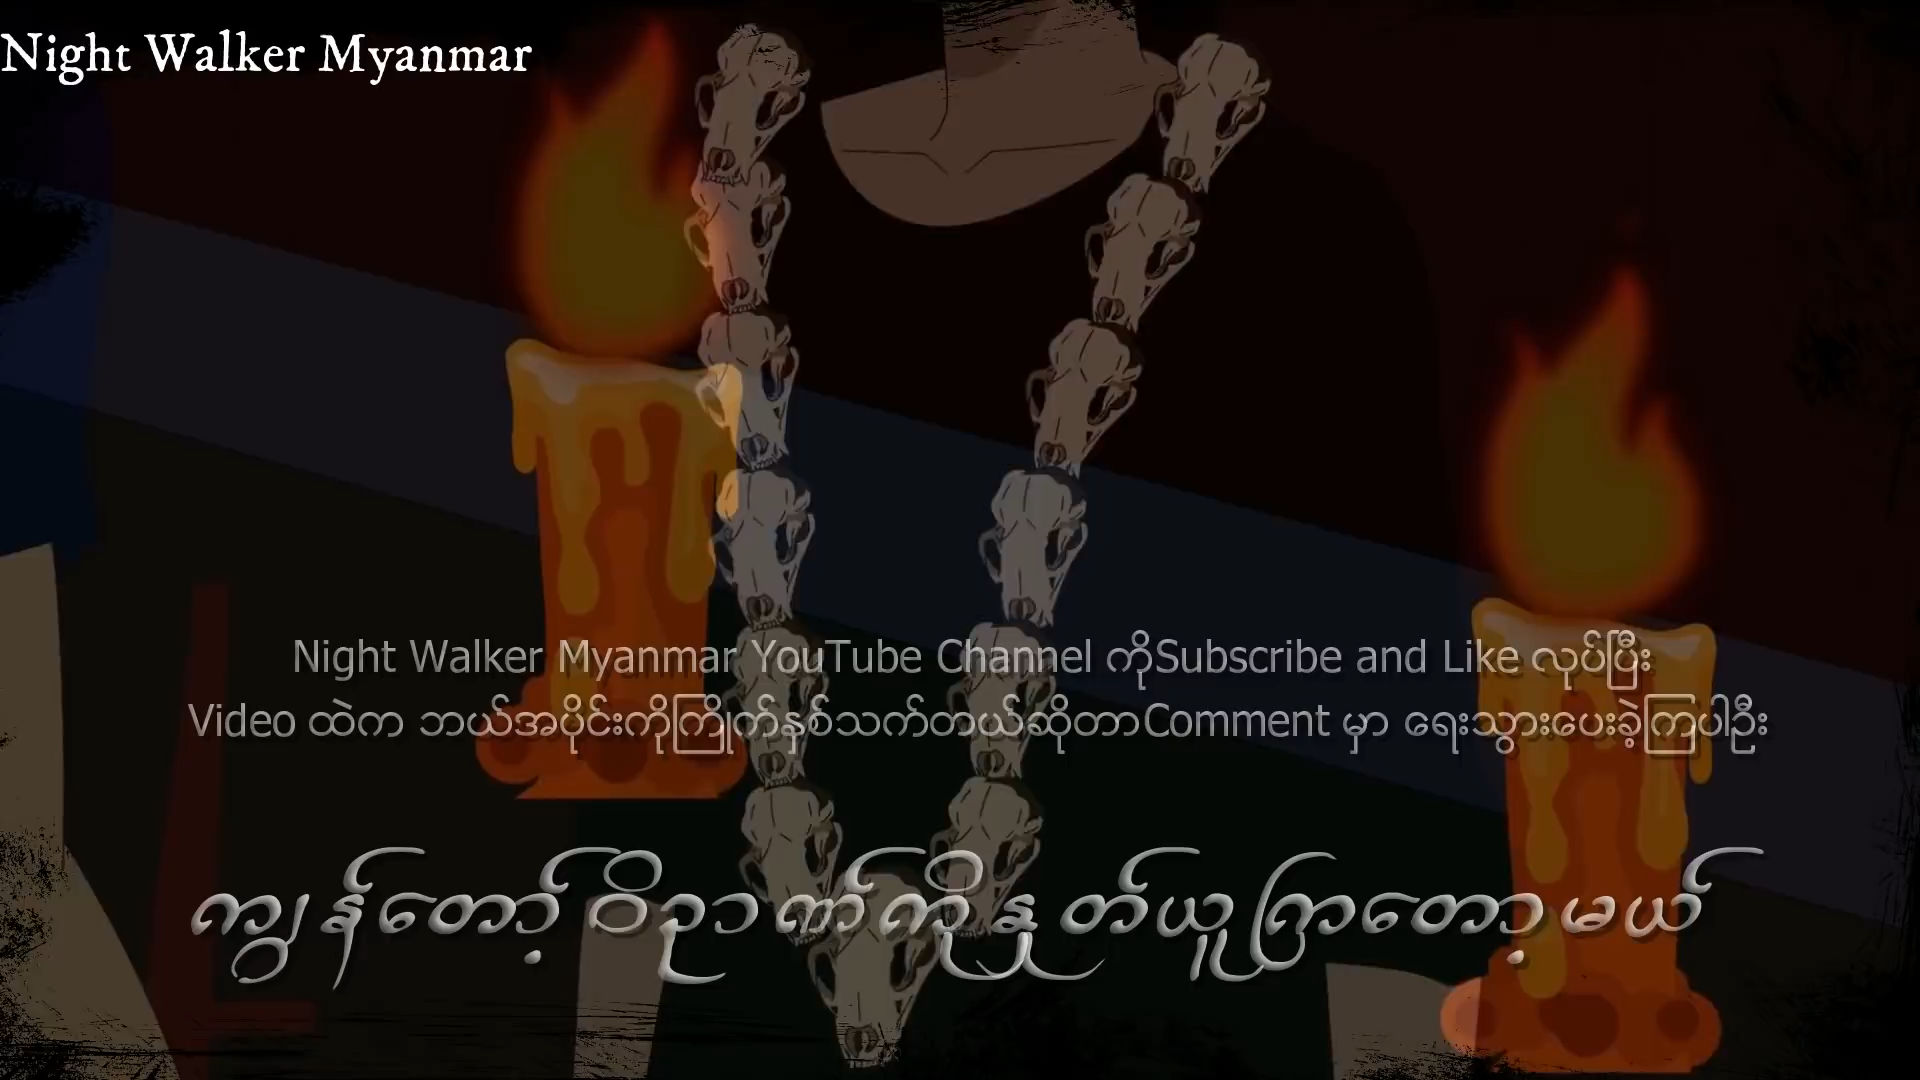 Night Walker Myanmar
Night Walker Myanmar YouTube Channel ကိုSubscribe and Like လုပ်ပြီး
Video ထဲက ဘယ်အပိုင်းကိုကြိုက်နှစ်သက်တယ်ဆိုတာComment မှာ ရေးသွားပေးခဲ့ကြပါဦး
ကျွန်တော့်ဝိညာဏ်ကိုနှုတ်ယူကြတော့မယ်